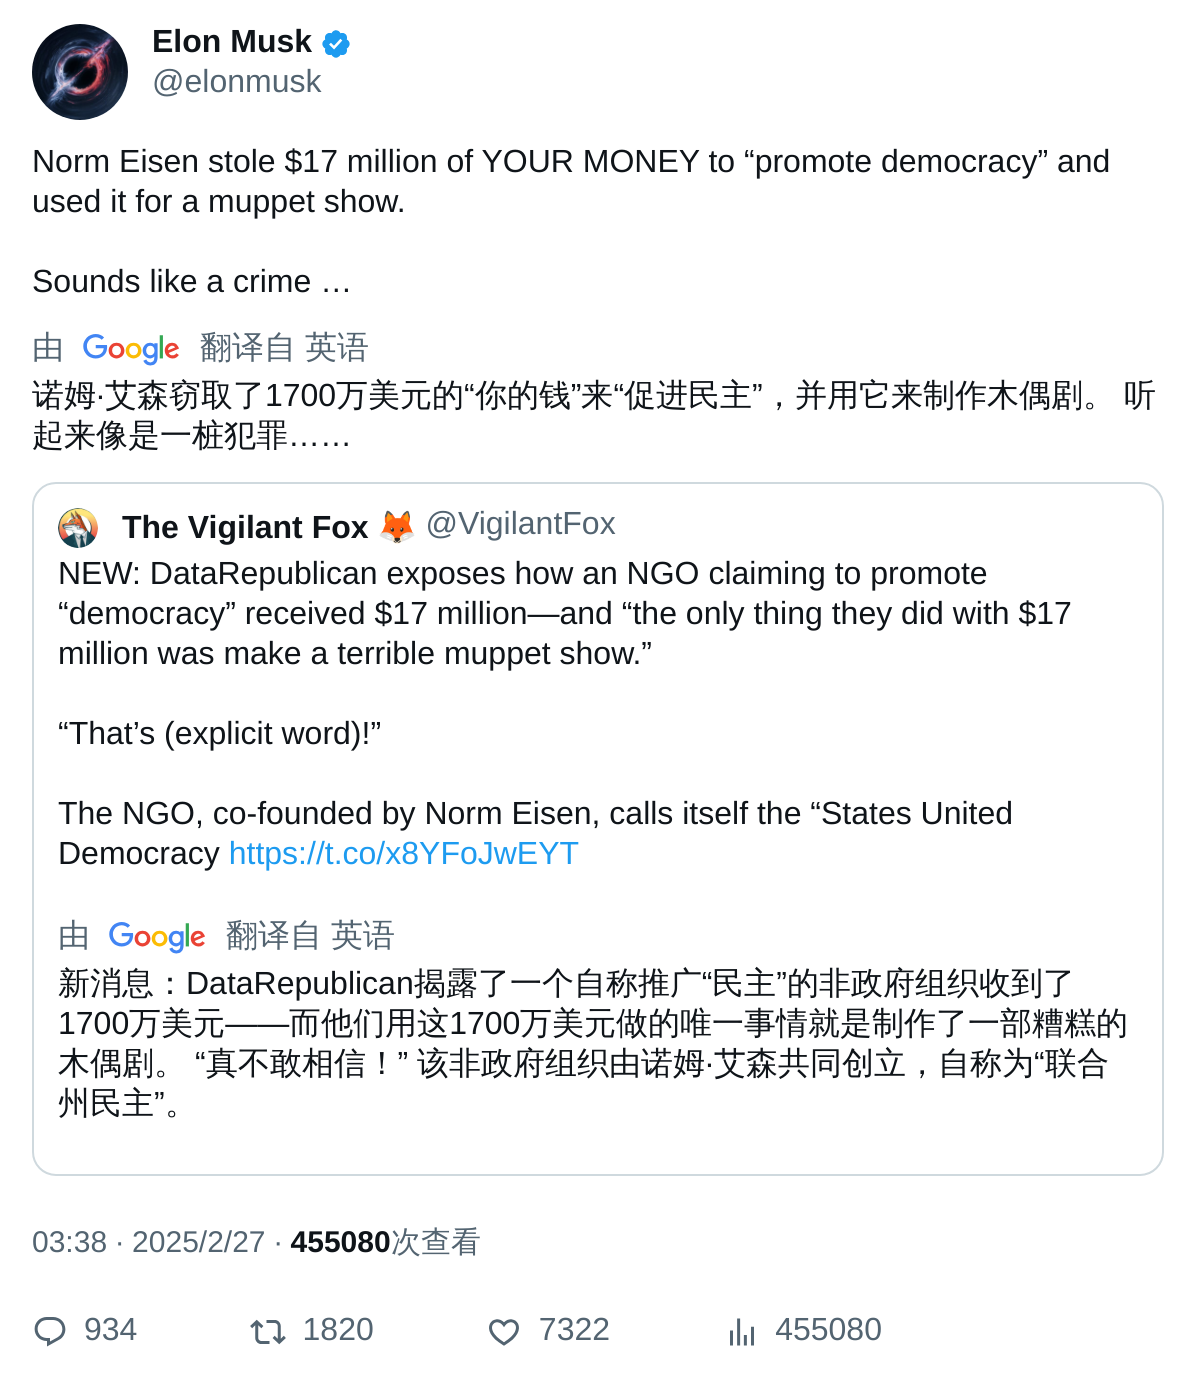 Elon Musk
@elonmusk
Norm Eisen stole $17 million of YOUR MONEY to “promote democracy” and
used it for a muppet show.
Sounds like a crime …
由 Google 翻译自 英语
诺姆·艾森窃取了1700万美元的“你的钱”来“促进民主”，并用它来制作木偶剧。 听
起来像是一桩犯罪……
The Vigilant Fox 🦊 @VigilantFox
NEW: DataRepublican exposes how an NGO claiming to promote
“democracy” received $17 million—and “the only thing they did with $17
million was make a terrible muppet show.”
“That’s (explicit word)!”
The NGO, co-founded by Norm Eisen, calls itself the “States United
Democracy https://t.co/x8YFoJwEYT
由 Google 翻译自 英语
新消息：DataRepublican揭露了一个自称推广“民主”的非政府组织收到了
1700万美元——而他们用这1700万美元做的唯一事情就是制作了一部糟糕的
木偶剧。 “真不敢相信！” 该非政府组织由诺姆·艾森共同创立，自称为“联合
州民主”。
03:38 · 2025/2/27 · 455080次查看
934 1820 7322 455080